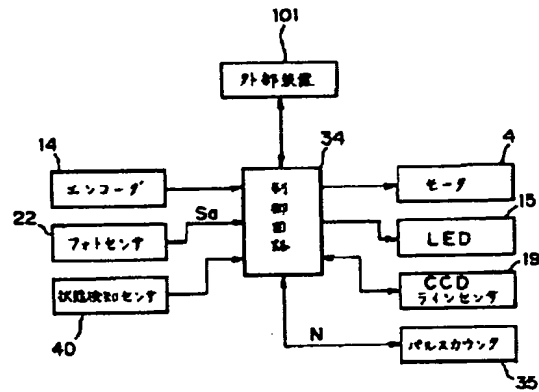 101
外部装置
14
34
4
エンコーダ
制御回路
モータ
22
Sa
15
フォトセンサ
LED
19
状態検知センサ
CCD
ラインセンサ
40
N
パルスカウンタ
35